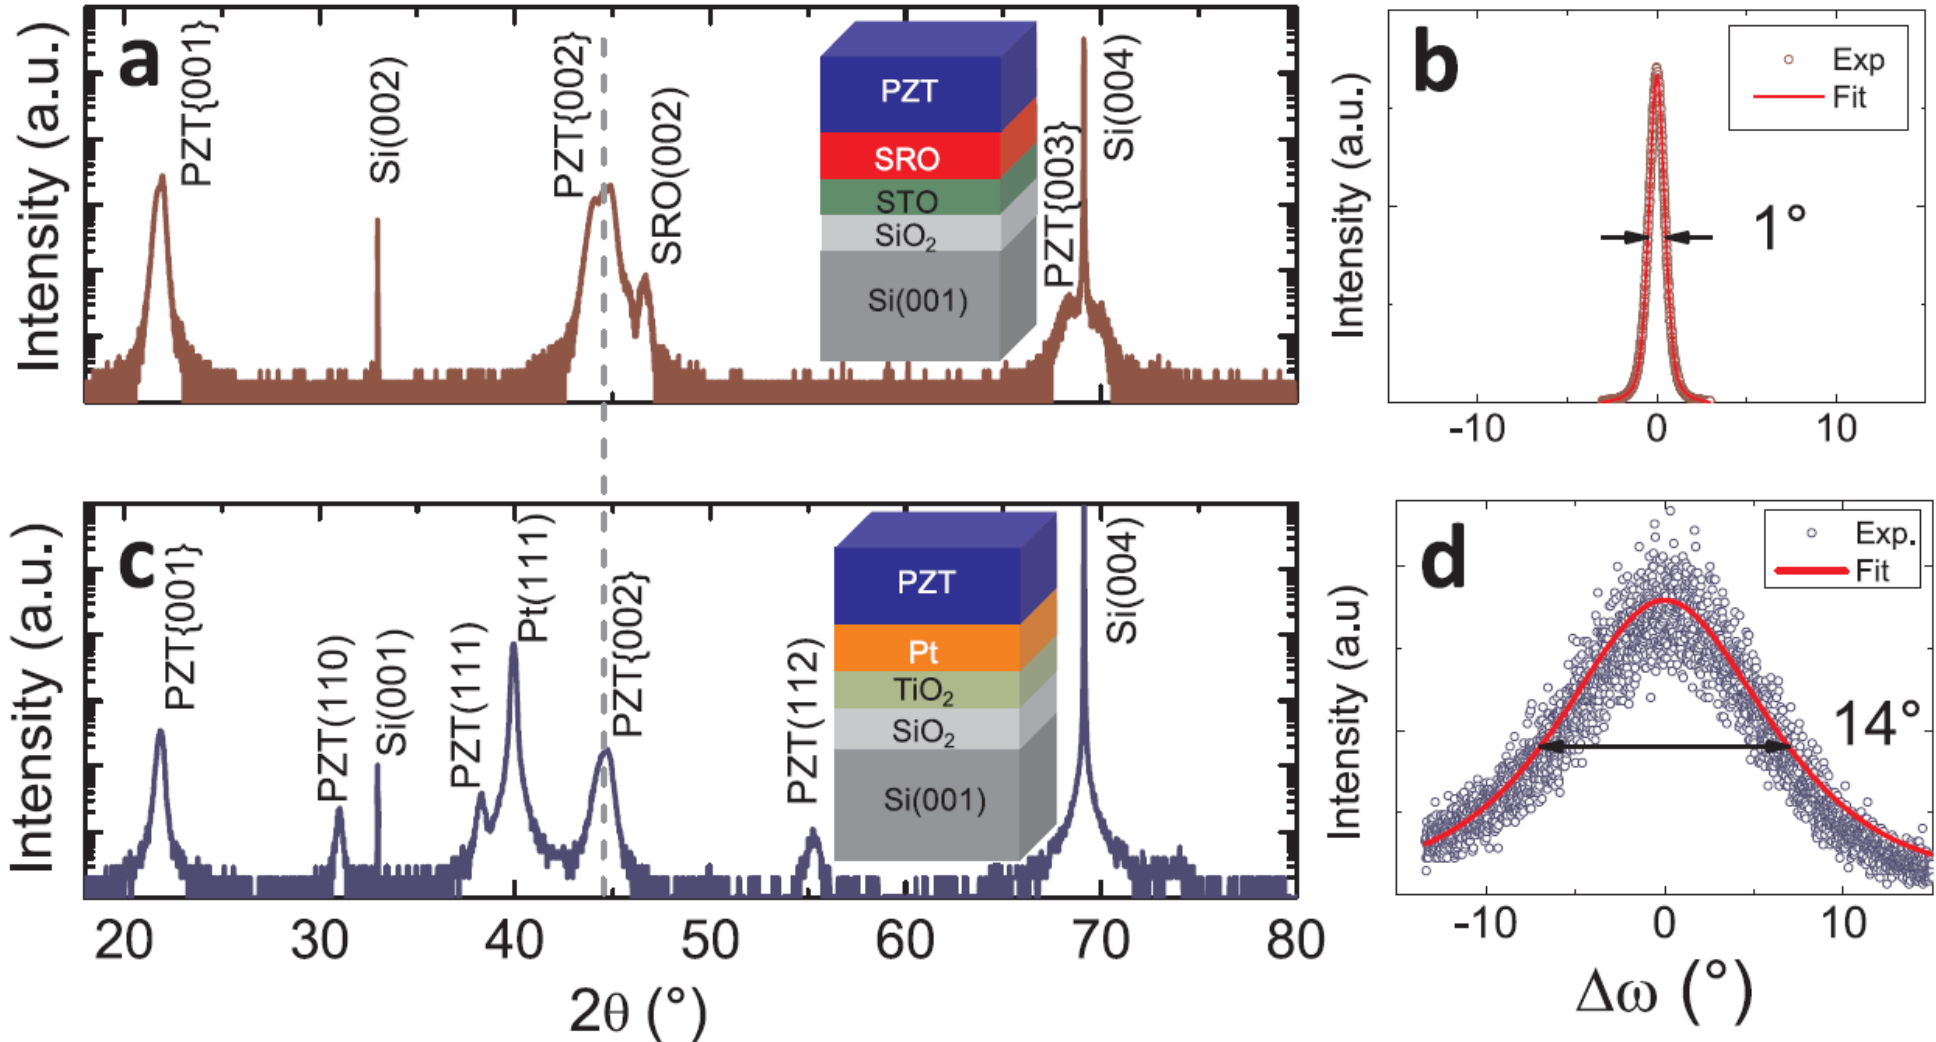 a
Intensity (a.u.)
PZT{001}
Si(002)
PZT{002}
SRO(002)
PZT
SRO
STO
SiO₂
Si(001)
PZT{003}
Si(004)
b
Intensity (a.u.)
Exp
Fit
1°
-10 0 10
c
Intensity (a.u.)
PZT{001}
PZT(110)
Si(001)
PZT(111)
Pt(111)
PZT{002}
PZT(112)
PZT
Pt
TiO₂
SiO₂
Si(001)
Si(004)
20 30 40 50 60 70 80
2θ (°)
d
Intensity (a.u)
Exp.
Fit
14°
-10 0 10
Δω (°)